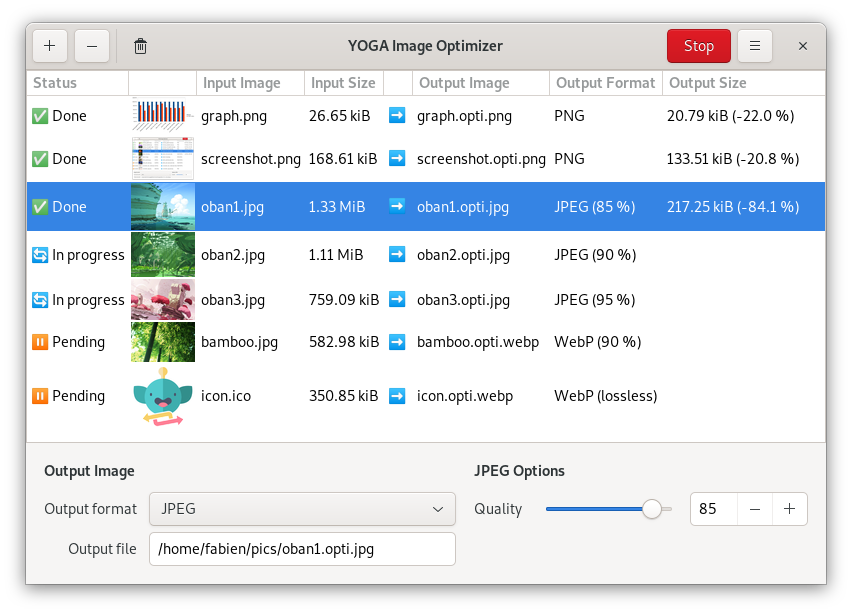 YOGA Image Optimizer Stop
Status Input Image Input Size Output Image Output Format Output Size
Done graph.png 26.65 kiB graph.opti.png PNG 20.79 kiB (-22.0 %)
Done screenshot.png 168.61 kiB screenshot.opti.png PNG 133.51 kiB (-20.8 %)
Done oban1.jpg 1.33 MiB oban1.opti.jpg JPEG (85 %) 217.25 kiB (-84.1 %)
In progress oban2.jpg 1.11 MiB oban2.opti.jpg JPEG (90 %)
In progress oban3.jpg 759.09 kiB oban3.opti.jpg JPEG (95 %)
Pending bamboo.jpg 582.98 kiB bamboo.opti.webp WebP (90 %)
Pending icon.ico 350.85 kiB icon.opti.webp WebP (lossless)
Output Image JPEG Options
Output format JPEG Quality 85
Output file /home/fabien/pics/oban1.opti.jpg